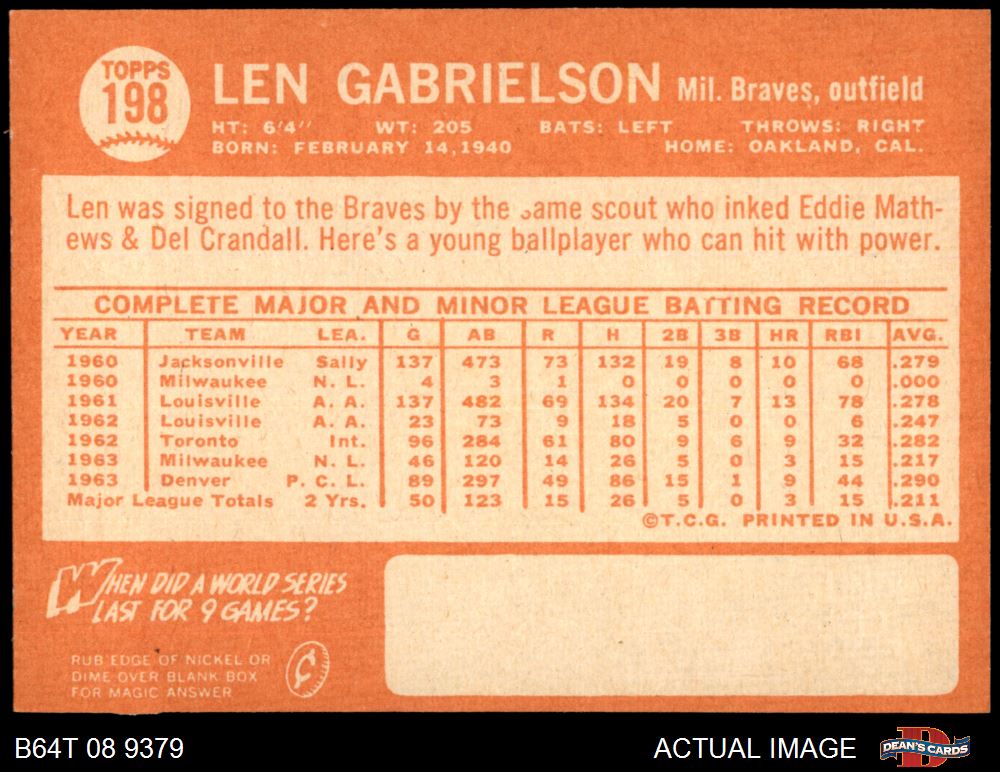 TOPPS
198
LEN GABRIELSON Mil. Braves, outfield
HT: 6'4" WT: 205 BATS: LEFT THROWS: RIGHT
BORN: FEBRUARY 14, 1940 HOME: OAKLAND, CAL.
Len was signed to the Braves by the same scout who inked Eddie Math-
ews & Del Crandall. Here's a young ballplayer who can hit with power.
COMPLETE MAJOR AND MINOR LEAGUE BATTING RECORD
YEAR TEAM LEA. G AB R H 2B 3B HR RBI AVG.
1960 Jacksonville Sally 137 473 73 132 19 8 10 68 .279
1960 Milwaukee N. L. 4 3 1 0 0 0 0 0 .000
1961 Louisville A. A. 137 482 69 134 20 7 13 78 .278
1962 Louisville A. A. 23 73 9 18 5 0 0 6 .247
1962 Toronto Int. 96 284 61 80 9 6 9 32 .282
1963 Milwaukee N. L. 46 120 14 26 5 0 3 15 .217
1963 Denver P. C. L. 89 297 49 86 15 1 9 44 .290
Major League Totals 2 Yrs. 50 123 15 26 5 0 3 15 .211
©T.C.G. PRINTED IN U.S.A.
WHEN DID A WORLD SERIES
LAST FOR 9 GAMES?
RUB EDGE OF NICKEL OR
DIME OVER BLANK BOX
FOR MAGIC ANSWER
¢
B64T 08 9379 ACTUAL IMAGE
D
DEAN'S CARDS